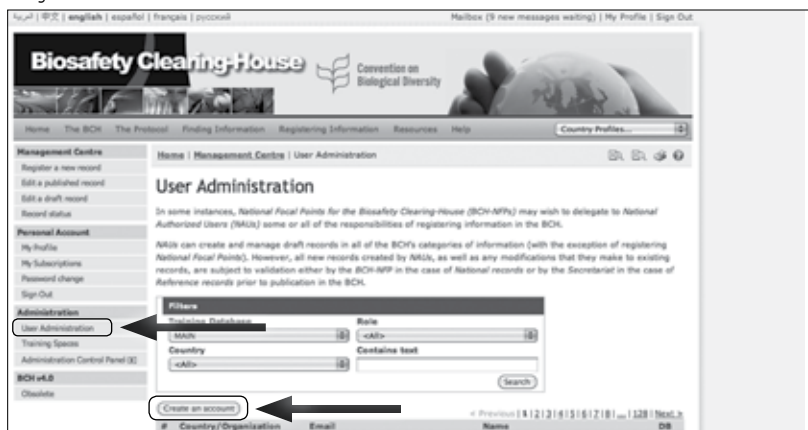 العربية | 中文 | english | español | français | русский
Mailbox (9 new messages waiting) | My Profile | Sign Out
Biosafety Clearing-House
Convention on
Biological Diversity
Home The BCH The Protocol Finding Information Registering Information Resources Help
Country Profiles...
Management Centre
Register a new record
Edit a published record
Edit a draft record
Record status
Personal Account
My Profile
My Subscriptions
Password change
Sign Out
Administration
User Administration
Training Spaces
Administration Control Panel
BCH v4.0
Obsolete
Home | Management Centre | User Administration
User Administration
In some instances, National Focal Points for the Biosafety Clearing-House (BCH-NFPs) may wish to delegate to National
Authorized Users (NAUs) some or all of the responsibilities of registering information in the BCH.
NAUs can create and manage draft records in all of the BCH's categories of information (with the exception of registering
National Focal Points). However, all new records created by NAUs, as well as any modifications that they make to existing
records, are subject to validation either by the BCH-NFP in the case of National records or by the Secretariat in the case of
Reference records prior to publication in the BCH.
Filters
Training Database Role
MAIN <All>
Country Contains text
<All>
Search
Create an account
< Previous | 1 | 2 | 3 | 4 | 5 | 6 | 7 | 8 | ... | 128 | Next >
# Country/Organization Email Name DB